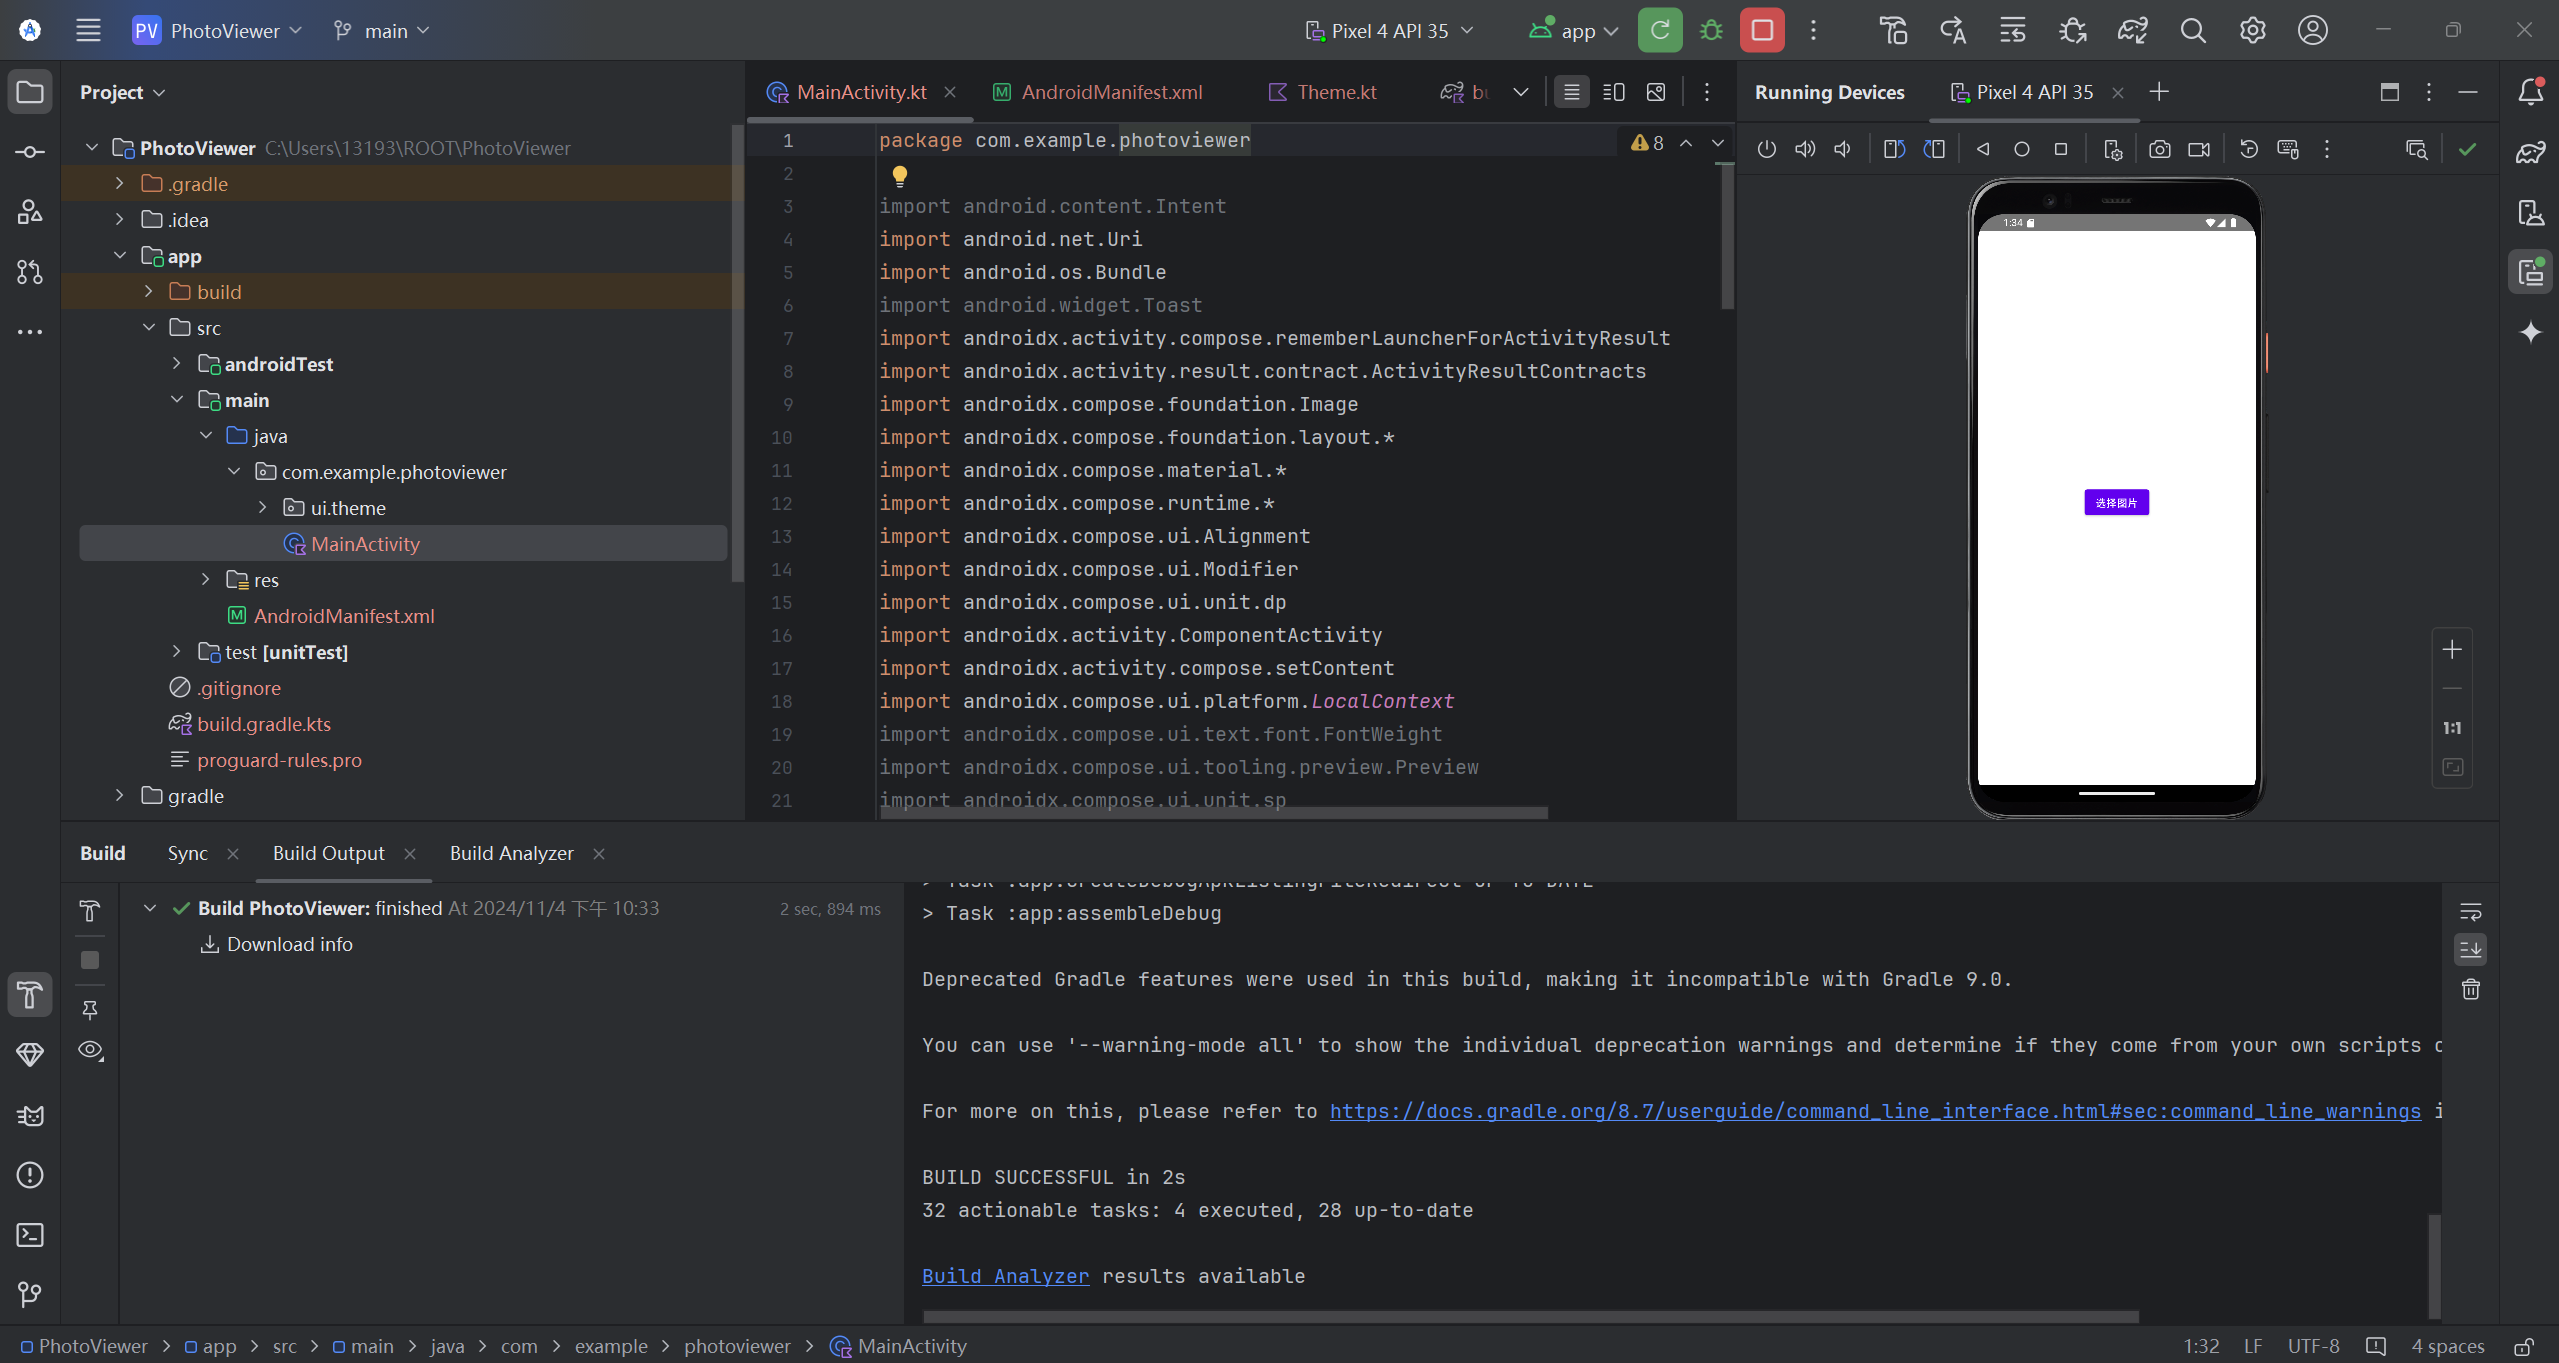 PV PhotoViewer main Pixel 4 API 35 app
Project
PhotoViewer C:\Users\13193\ROOT\PhotoViewer
.gradle
.idea
app
build
src
androidTest
main
java
com.example.photoviewer
ui.theme
MainActivity
res
AndroidManifest.xml
test [unitTest]
.gitignore
build.gradle.kts
proguard-rules.pro
gradle
MainActivity.kt AndroidManifest.xml Theme.kt
8
1 package com.example.photoviewer
2
3 import android.content.Intent
4 import android.net.Uri
5 import android.os.Bundle
6 import android.widget.Toast
7 import androidx.activity.compose.rememberLauncherForActivityResult
8 import androidx.activity.result.contract.ActivityResultContracts
9 import androidx.compose.foundation.Image
10 import androidx.compose.foundation.layout.*
11 import androidx.compose.material.*
12 import androidx.compose.runtime.*
13 import androidx.compose.ui.Alignment
14 import androidx.compose.ui.Modifier
15 import androidx.compose.ui.unit.dp
16 import androidx.activity.ComponentActivity
17 import androidx.activity.compose.setContent
18 import androidx.compose.ui.platform.LocalContext
19 import androidx.compose.ui.text.font.FontWeight
20 import androidx.compose.ui.tooling.preview.Preview
21 import androidx.compose.ui.unit.sp
Running Devices Pixel 4 API 35
1:34
选择图片
1:1
Build Sync Build Output Build Analyzer
Build PhotoViewer: finished At 2024/11/4 下午 10:33 2 sec, 894 ms
Download info
> Task :app:createDebugApkListingFileRedirect UP-TO-DATE
> Task :app:assembleDebug
Deprecated Gradle features were used in this build, making it incompatible with Gradle 9.0.
You can use '--warning-mode all' to show the individual deprecation warnings and determine if they come from your own scripts
For more on this, please refer to https://docs.gradle.org/8.7/userguide/command_line_interface.html#sec:command_line_warnings
BUILD SUCCESSFUL in 2s
32 actionable tasks: 4 executed, 28 up-to-date
Build Analyzer results available
PhotoViewer > app > src > main > java > com > example > photoviewer > MainActivity
1:32 LF UTF-8 4 spaces